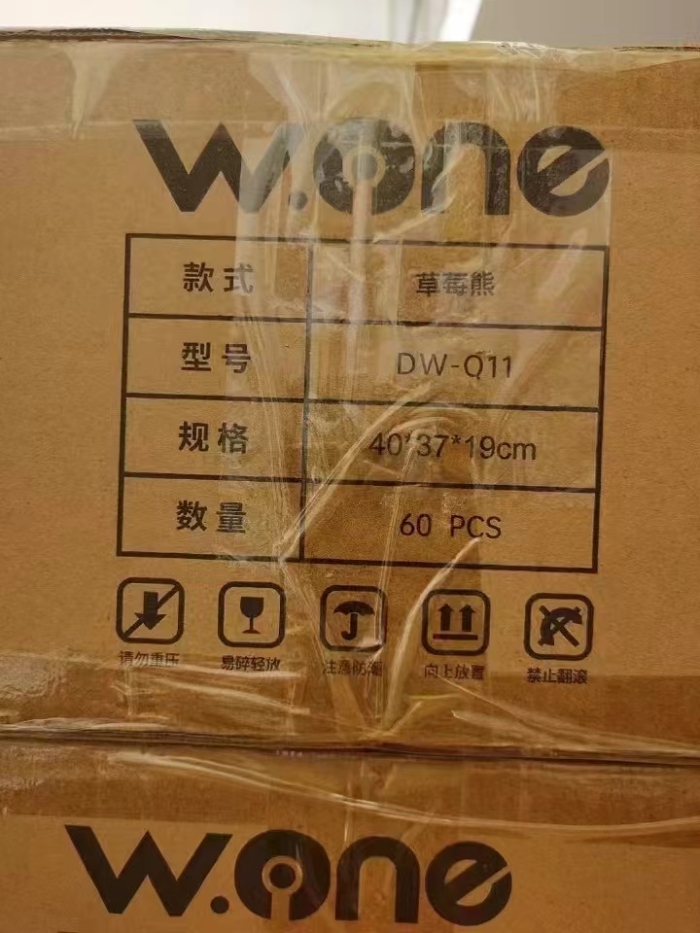 w.one
款式 草莓熊
型号 DW-Q11
规格 40*37*19cm
数量 60 PCS
请勿重压 易碎轻放 注意防潮 向上放置 禁止翻滚
w.one